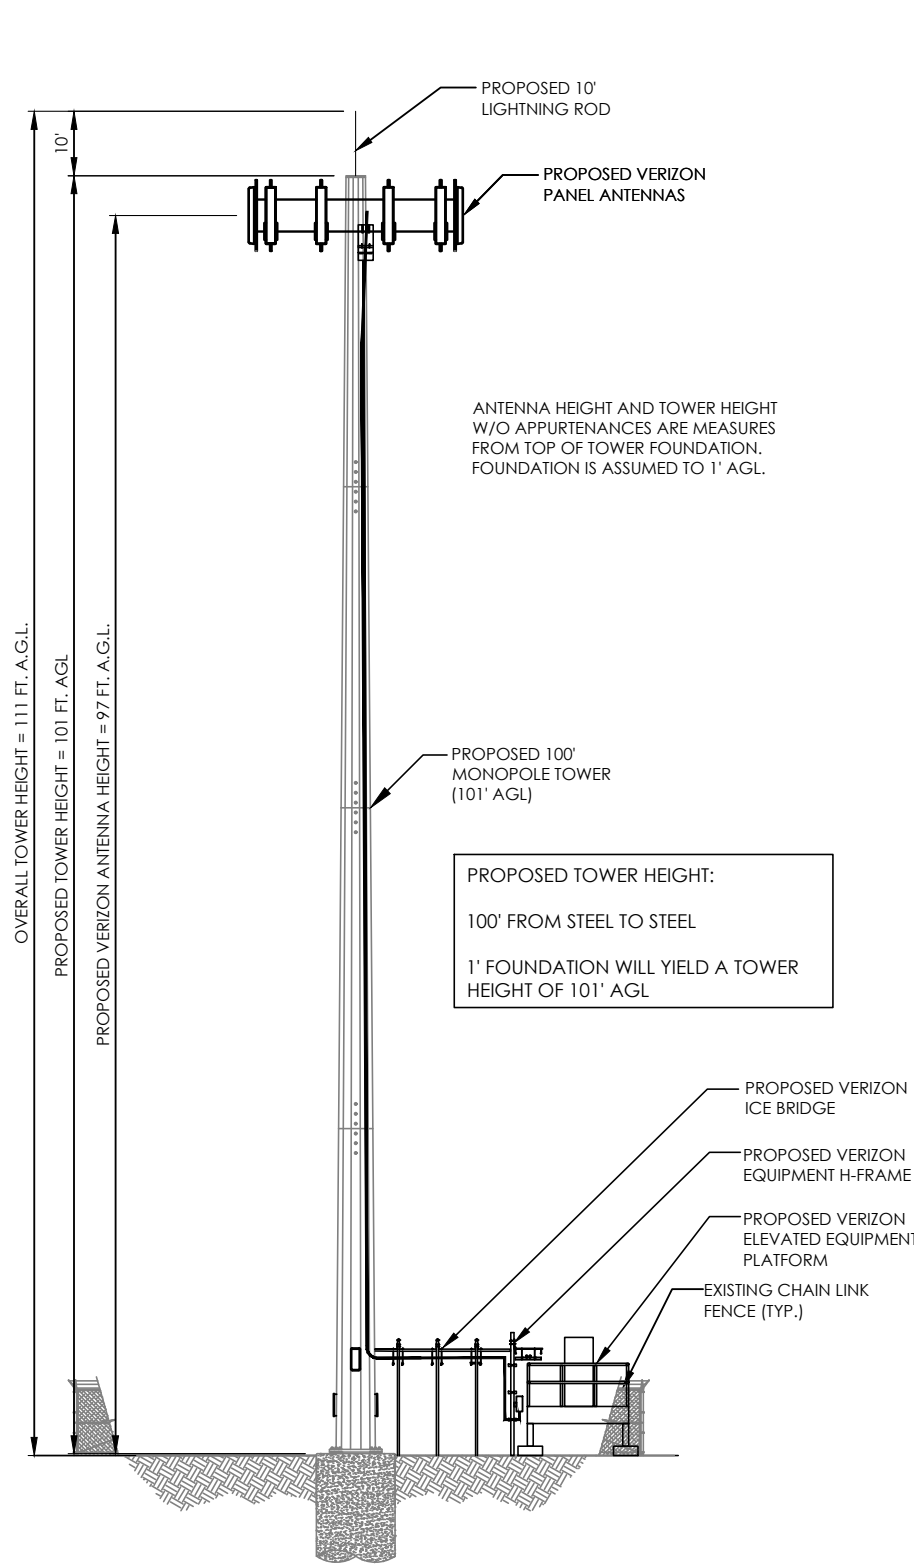 PROPOSED 10'
LIGHTNING ROD
10'
PROPOSED VERIZON
PANEL ANTENNAS
ANTENNA HEIGHT AND TOWER HEIGHT
W/O APPURTENANCES ARE MEASURES
FROM TOP OF TOWER FOUNDATION.
FOUNDATION IS ASSUMED TO 1' AGL.
OVERALL TOWER HEIGHT = 111 FT. A.G.L.
PROPOSED TOWER HEIGHT = 101 FT. AGL
PROPOSED VERIZON ANTENNA HEIGHT = 97 FT. A.G.L.
PROPOSED 100'
MONOPOLE TOWER
(101' AGL)
PROPOSED TOWER HEIGHT:
100' FROM STEEL TO STEEL
1' FOUNDATION WILL YIELD A TOWER
HEIGHT OF 101' AGL
PROPOSED VERIZON
ICE BRIDGE
PROPOSED VERIZON
EQUIPMENT H-FRAME
PROPOSED VERIZON
ELEVATED EQUIPMENT
PLATFORM
EXISTING CHAIN LINK
FENCE (TYP.)